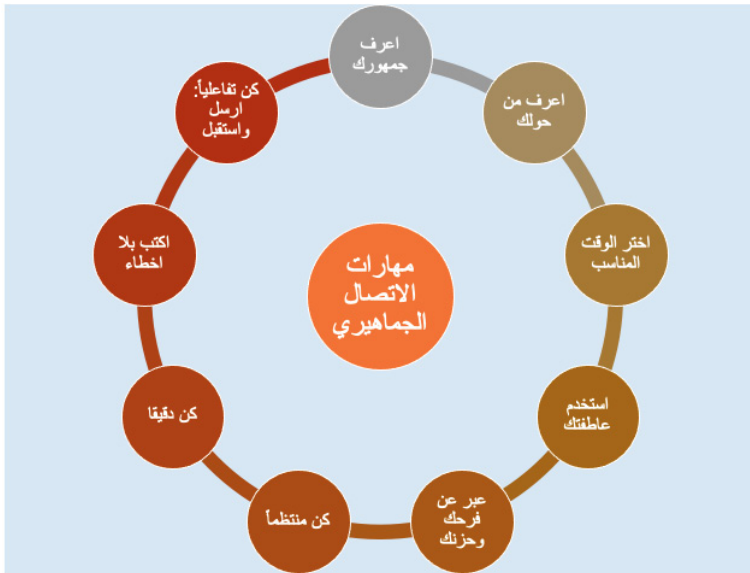 اعرف
جمهورك
اعرف من
حولك
اختر الوقت
المناسب
استخدم
عاطفتك
عبر عن
فرحك
وحزنك
كن منتظماً
كن دقيقا
اكتب بلا
اخطاء
كن تفاعلياً:
ارسل
واستقبل
مهارات
الاتصال
الجماهيري